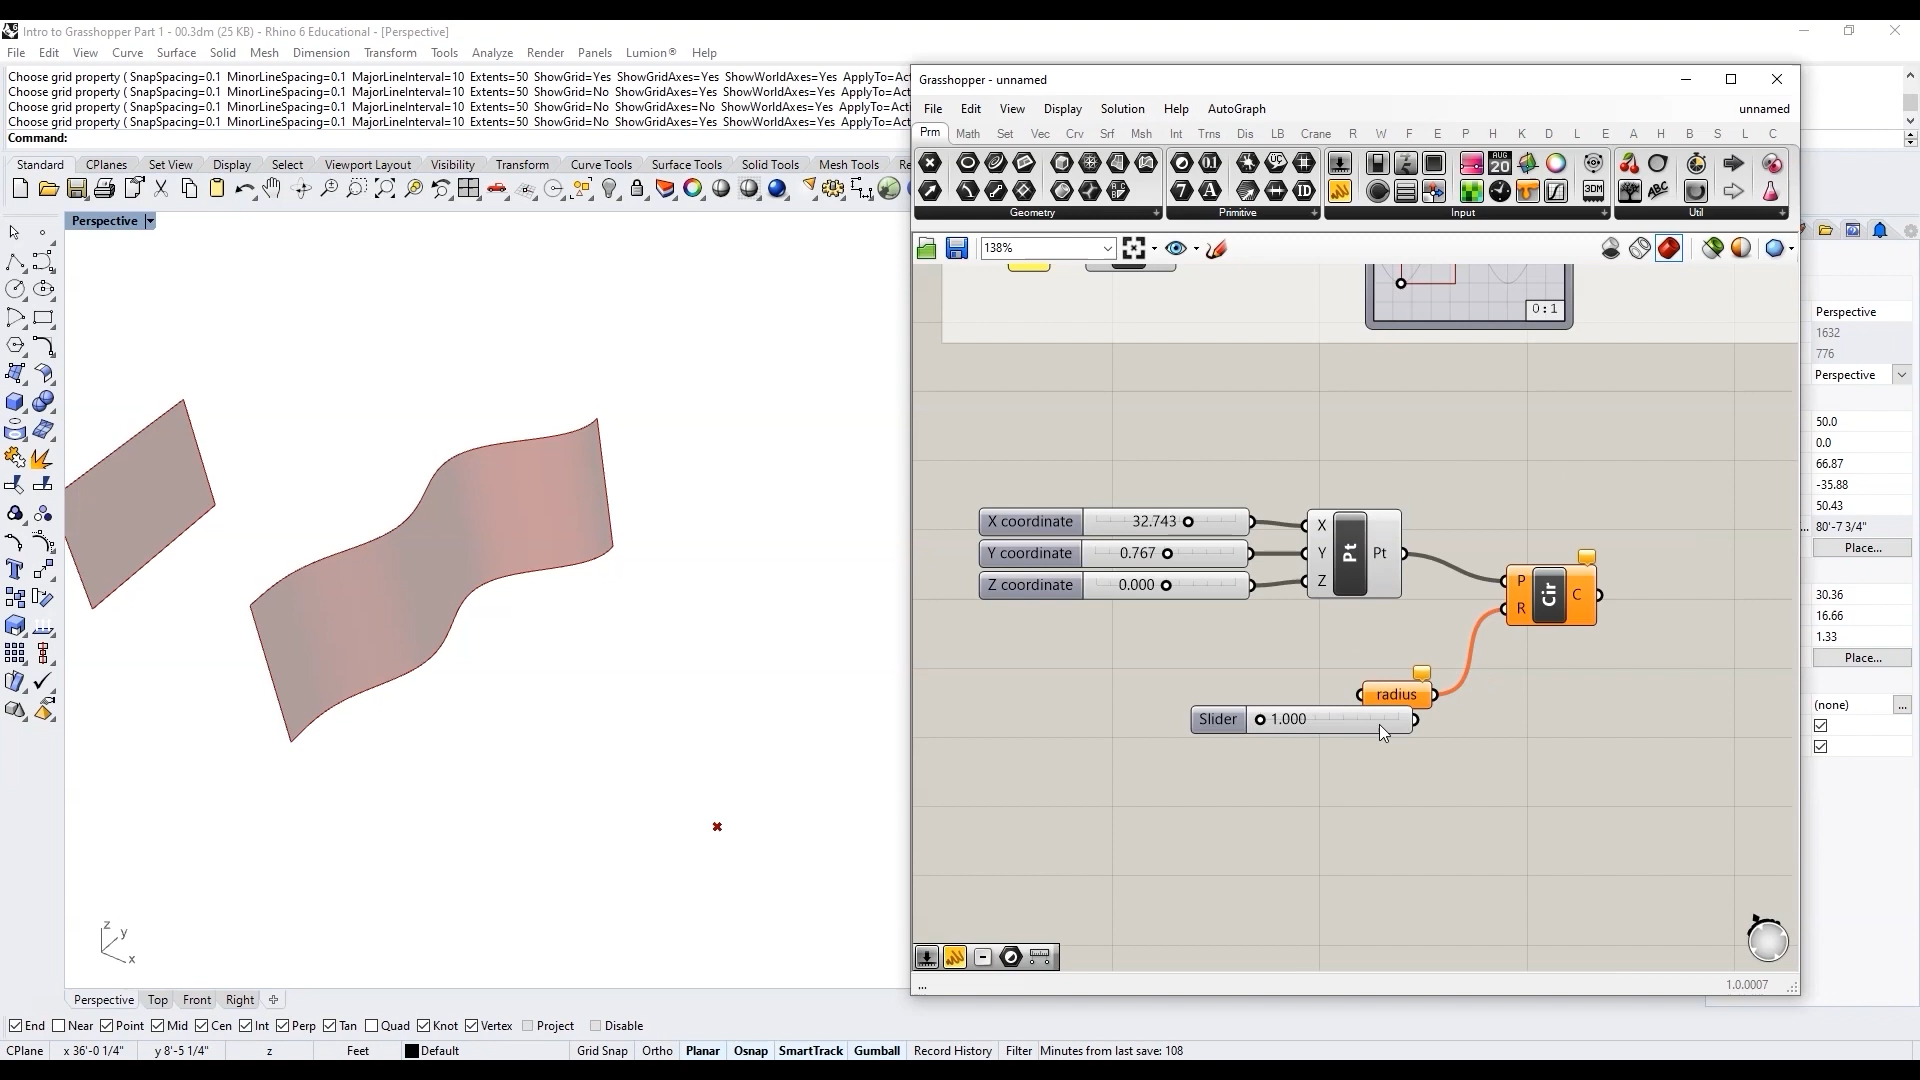 Intro to Grasshopper Part 1 - 00.3dm (25 KB) - Rhino 6 Educational - [Perspective]
File Edit View Curve Surface Solid Mesh Dimension Transform Tools Analyze Render Panels Lumion® Help
Choose grid property ( SnapSpacing=0.1 MinorLineSpacing=0.1 MajorLineInterval=10 Extents=50 ShowGrid=Yes ShowGridAxes=Yes ShowWorldAxes=Yes ApplyTo=Act
Choose grid property ( SnapSpacing=0.1 MinorLineSpacing=0.1 MajorLineInterval=10 Extents=50 ShowGrid=No ShowGridAxes=Yes ShowWorldAxes=Yes ApplyTo=Act
Choose grid property ( SnapSpacing=0.1 MinorLineSpacing=0.1 MajorLineInterval=10 Extents=50 ShowGrid=No ShowGridAxes=No ShowWorldAxes=Yes ApplyTo=Act
Choose grid property ( SnapSpacing=0.1 MinorLineSpacing=0.1 MajorLineInterval=10 Extents=50 ShowGrid=No ShowGridAxes=Yes ShowWorldAxes=Yes ApplyTo=Act
Command:
Standard CPlanes Set View Display Select Viewport Layout Visibility Transform Curve Tools Surface Tools Solid Tools Mesh Tools Re
Perspective
Grasshopper - unnamed
File Edit View Display Solution Help AutoGraph unnamed
Prm Math Set Vec Crv Srf Msh Int Trns Dis LB Crane R W F E P H K D L E A H B S L C
Geometry Primitive Input Util
138%
0 : 1
X coordinate 32.743
Y coordinate 0.767
Z coordinate 0.000
X
Y
Z
Pt
Pt
P
R
Cir
C
radius
Slider 1.000
1.0.0007
...
Perspective
1632
776
Perspective
50.0
0.0
66.87
-35.88
50.43
80'-7 3/4"
Place...
30.36
16.66
1.33
Place...
(none)
...
z
y
x
Perspective Top Front Right
End Near Point Mid Cen Int Perp Tan Quad Knot Vertex Project Disable
CPlane x 36'-0 1/4" y 8'-5 1/4" z Feet Default Grid Snap Ortho Planar Osnap SmartTrack Gumball Record History Filter Minutes from last save: 108